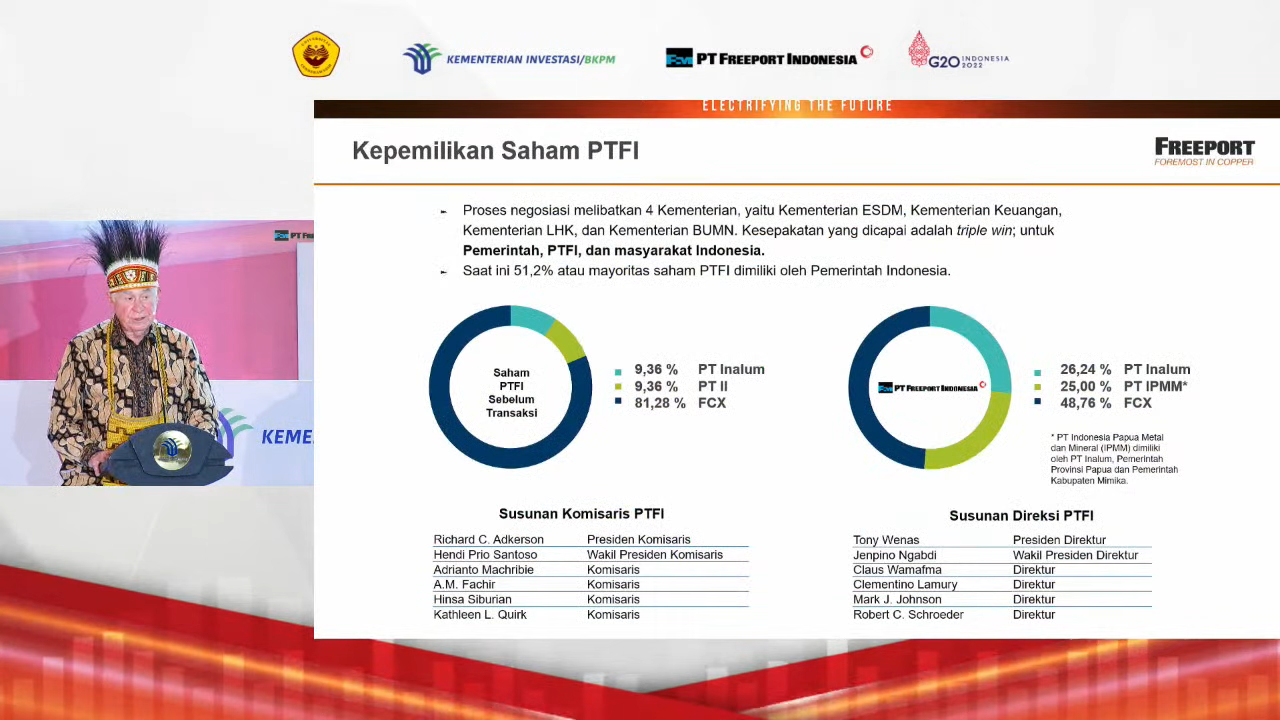 KEMENTERIAN INVESTASI/BKPM
PT FREEPORT INDONESIA
G20 INDONESIA
2022
ELECTRIFYING THE FUTURE
Kepemilikan Saham PTFI
FREEPORT
FOREMOST IN COPPER
Proses negosiasi melibatkan 4 Kementerian, yaitu Kementerian ESDM, Kementerian Keuangan,
Kementerian LHK, dan Kementerian BUMN. Kesepakatan yang dicapai adalah triple win; untuk
Pemerintah, PTFI, dan masyarakat Indonesia.
Saat ini 51,2% atau mayoritas saham PTFI dimiliki oleh Pemerintah Indonesia.
Saham
PTFI
Sebelum
Transaksi
9,36 % PT Inalum
9,36 % PT II
81,28 % FCX
PT FREEPORT INDONESIA
26,24 % PT Inalum
25,00 % PT IPMM*
48,76 % FCX
* PT Indonesia Papua Metal
dan Mineral (IPMM) dimiliki
oleh PT Inalum, Pemerintah
Provinsi Papua dan Pemerintah
Kabupaten Mimika.
Susunan Komisaris PTFI
Richard C. Adkerson Presiden Komisaris
Hendi Prio Santoso Wakil Presiden Komisaris
Adrianto Machribie Komisaris
A.M. Fachir Komisaris
Hinsa Siburian Komisaris
Kathleen L. Quirk Komisaris
Susunan Direksi PTFI
Tony Wenas Presiden Direktur
Jenpino Ngabdi Wakil Presiden Direktur
Claus Wamafma Direktur
Clementino Lamury Direktur
Mark J. Johnson Direktur
Robert C. Schroeder Direktur
PT FRE
KEME